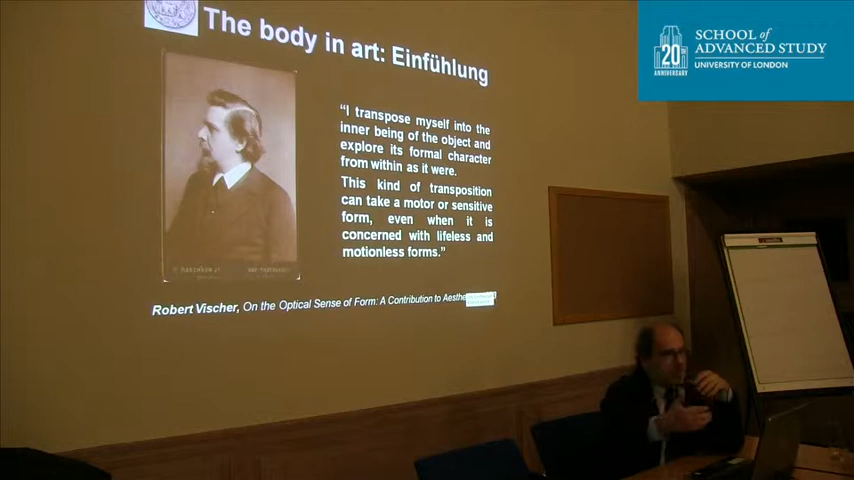 The body in art: Einfühlung
SCHOOL of
ADVANCED STUDY
UNIVERSITY OF LONDON
20th
ANNIVERSARY
“I transpose myself into the
inner being of the object and
explore its formal character
from within as it were.
This kind of transposition
can take a motor or sensitive
form, even when it is
concerned with lifeless and
motionless forms.”
Robert Vischer, On the Optical Sense of Form: A Contribution to